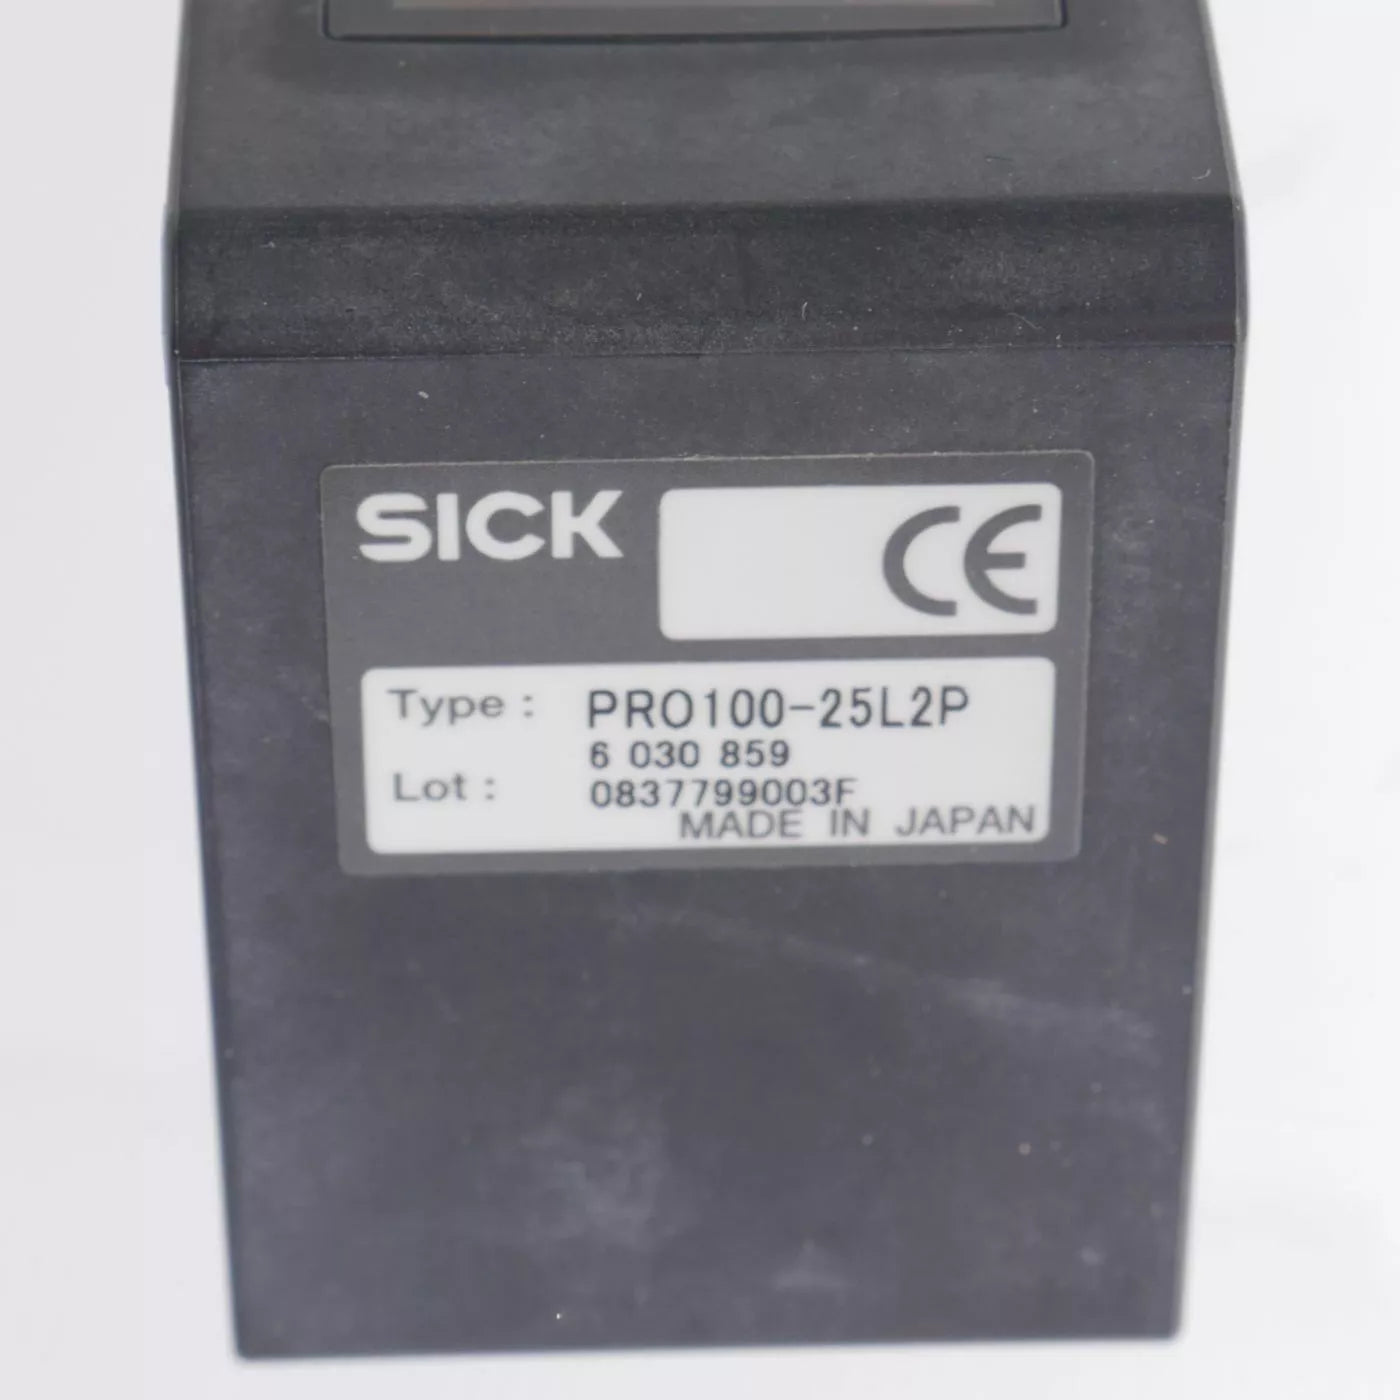 SICK CE
Type : PRO100-25L2P
6 030 859
Lot : 0837799003F
MADE IN JAPAN